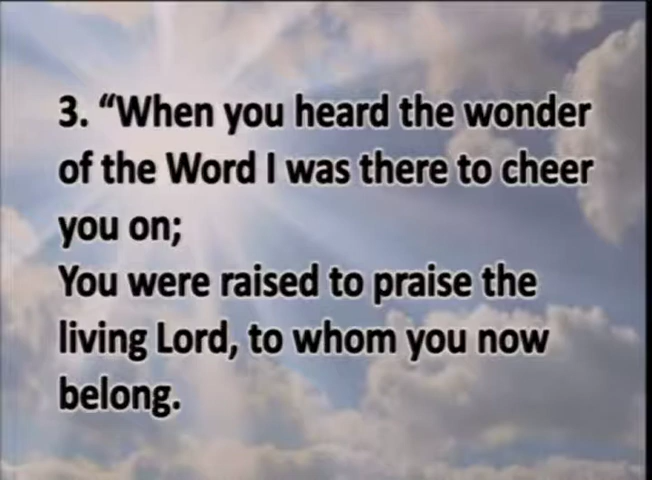 3. “When you heard the wonder
of the Word I was there to cheer
you on;
You were raised to praise the
living Lord, to whom you now
belong.